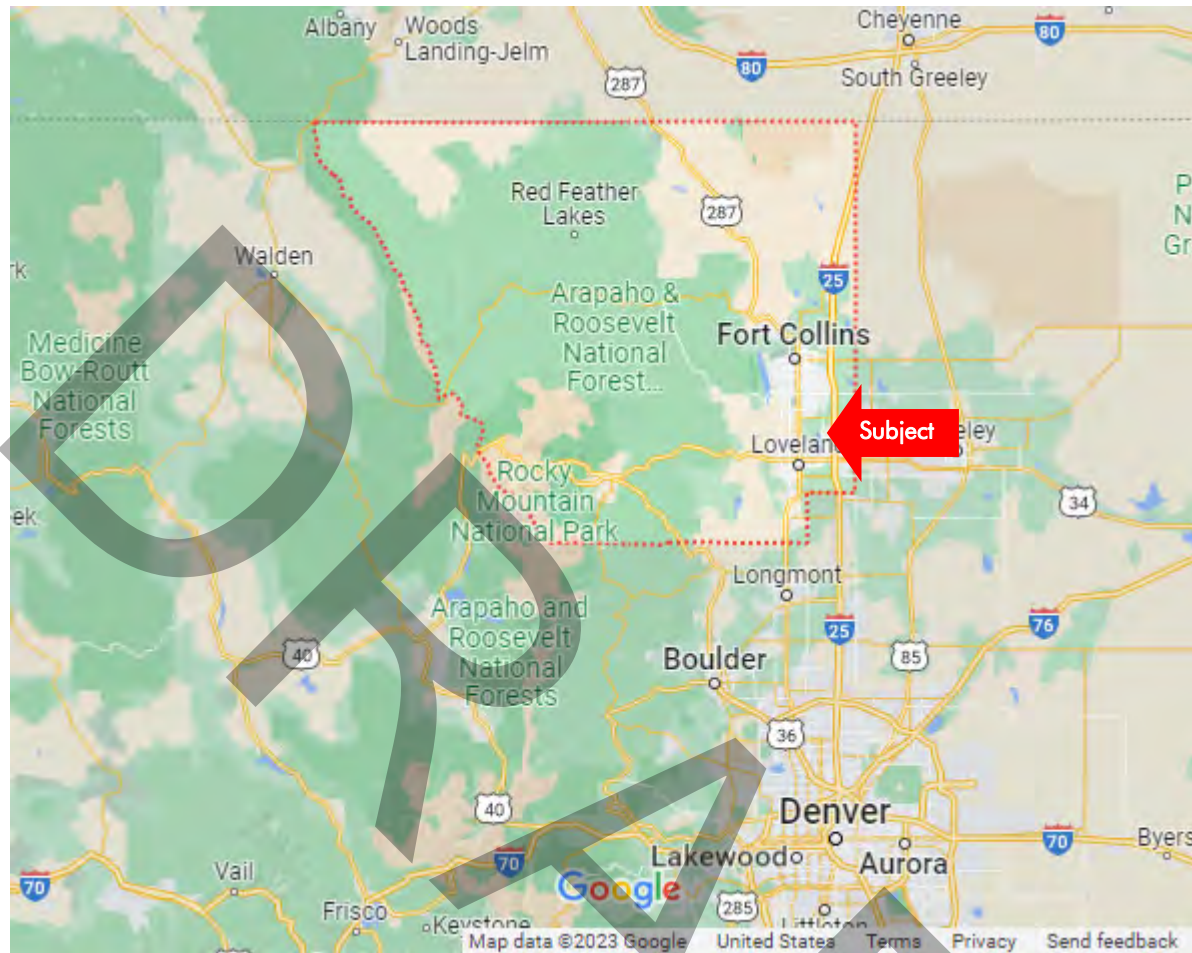 Cheyenne
Albany
Woods
Landing-Jelm
80
80
South Greeley
287
Red Feather
Lakes
287
Walden
25
Arapaho &
Roosevelt
National
Forest...
Fort Collins
Medicine
Bow-Routt
National
Forests
Subject
Rocky
Mountain
National Park
34
Longmont
Arapaho and
Roosevelt
National
Forests
25
76
40
85
Boulder
36
Denver
40
Lakewood
70
Aurora
70
Byers
Vail
70
Google
285
Frisco
Keystone
Littleton
Map data ©2023 Google United States Terms Privacy Send feedback